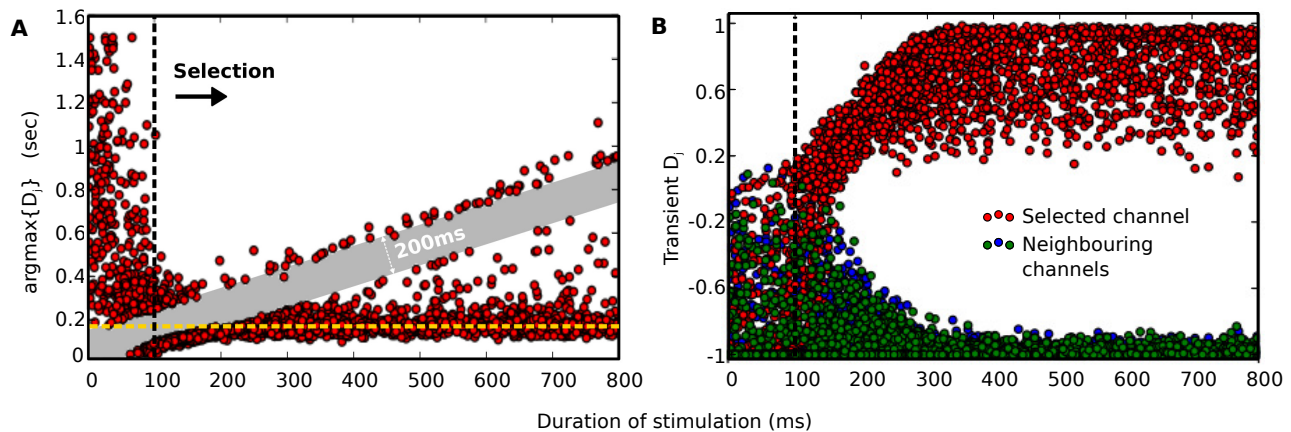 A
1.6
1.4
1.2
1
0.8
0.6
0.4
0.2
0
argmax{Dj} (sec)
Selection
200ms
0 100 200 300 400 500 600 700 800
B
1
0.6
0.2
-0.2
-0.6
-1
Transient Dj
Selected channel
Neighbouring
channels
0 100 200 300 400 500 600 700 800
Duration of stimulation (ms)